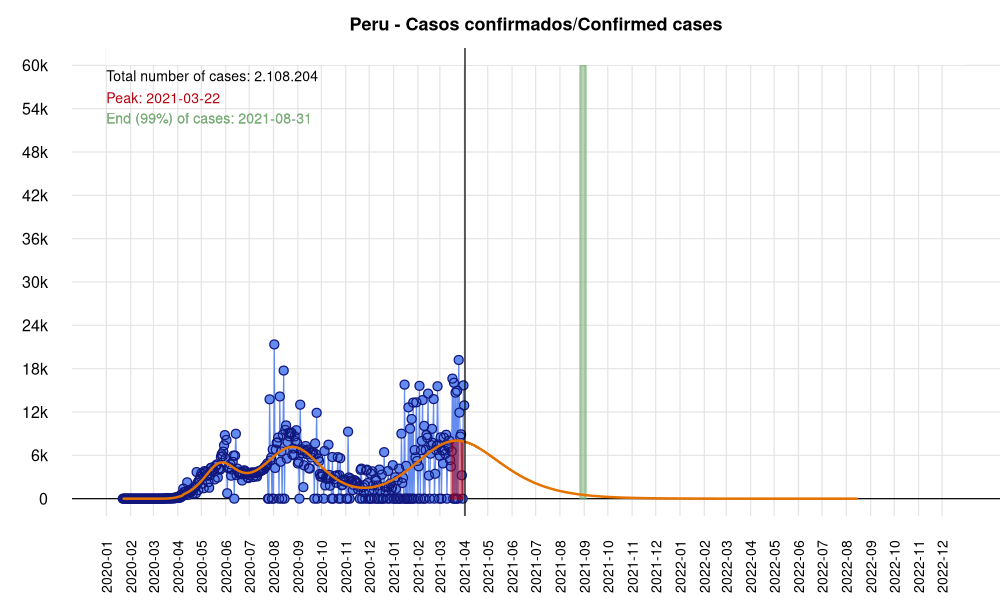 Peru - Casos confirmados/Confirmed cases
Total number of cases: 2.108.204
Peak: 2021-03-22
End (99%) of cases: 2021-08-31
60k
54k
48k
42k
36k
30k
24k
18k
12k
6k
0
2020-01
2020-02
2020-03
2020-04
2020-05
2020-06
2020-07
2020-08
2020-09
2020-10
2020-11
2020-12
2021-01
2021-02
2021-03
2021-04
2021-05
2021-06
2021-07
2021-08
2021-09
2021-10
2021-11
2021-12
2022-01
2022-02
2022-03
2022-04
2022-05
2022-06
2022-07
2022-08
2022-09
2022-10
2022-11
2022-12